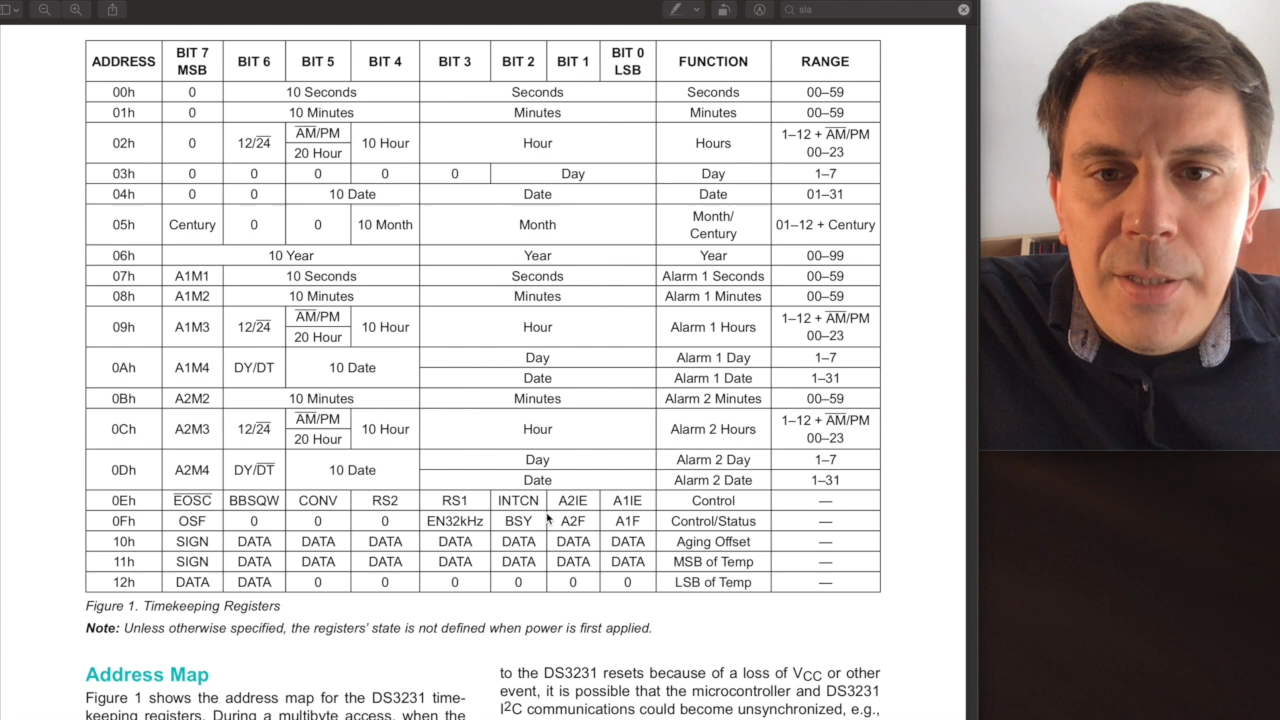 sla
ADDRESS BIT 7 MSB BIT 6 BIT 5 BIT 4 BIT 3 BIT 2 BIT 1 BIT 0 LSB FUNCTION RANGE
00h 0 10 Seconds Seconds Seconds 00–59
01h 0 10 Minutes Minutes Minutes 00–59
02h 0 12/24 AM/PM 20 Hour 10 Hour Hour Hours 1–12 + AM/PM 00–23
03h 0 0 0 0 0 Day Day 1–7
04h 0 0 10 Date Date Date 01–31
05h Century 0 0 10 Month Month Month/ Century 01–12 + Century
06h 10 Year Year Year 00–99
07h A1M1 10 Seconds Seconds Alarm 1 Seconds 00–59
08h A1M2 10 Minutes Minutes Alarm 1 Minutes 00–59
09h A1M3 12/24 AM/PM 20 Hour 10 Hour Hour Alarm 1 Hours 1–12 + AM/PM 00–23
0Ah A1M4 DY/DT 10 Date Day Alarm 1 Day 1–7
Date Alarm 1 Date 1–31
0Bh A2M2 10 Minutes Minutes Alarm 2 Minutes 00–59
0Ch A2M3 12/24 AM/PM 20 Hour 10 Hour Hour Alarm 2 Hours 1–12 + AM/PM 00–23
0Dh A2M4 DY/DT 10 Date Day Alarm 2 Day 1–7
Date Alarm 2 Date 1–31
0Eh EOSC BBSQW CONV RS2 RS1 INTCN A2IE A1IE Control —
0Fh OSF 0 0 0 EN32kHz BSY A2F A1F Control/Status —
10h SIGN DATA DATA DATA DATA DATA DATA DATA Aging Offset —
11h SIGN DATA DATA DATA DATA DATA DATA DATA MSB of Temp —
12h DATA DATA 0 0 0 0 0 0 LSB of Temp —
Figure 1. Timekeeping Registers
Note: Unless otherwise specified, the registers' state is not defined when power is first applied.
Address Map
Figure 1 shows the address map for the DS3231 time-
keeping registers. During a multibyte access, when the
to the DS3231 resets because of a loss of VCC or other
event, it is possible that the microcontroller and DS3231
I2C communications could become unsynchronized, e.g.,